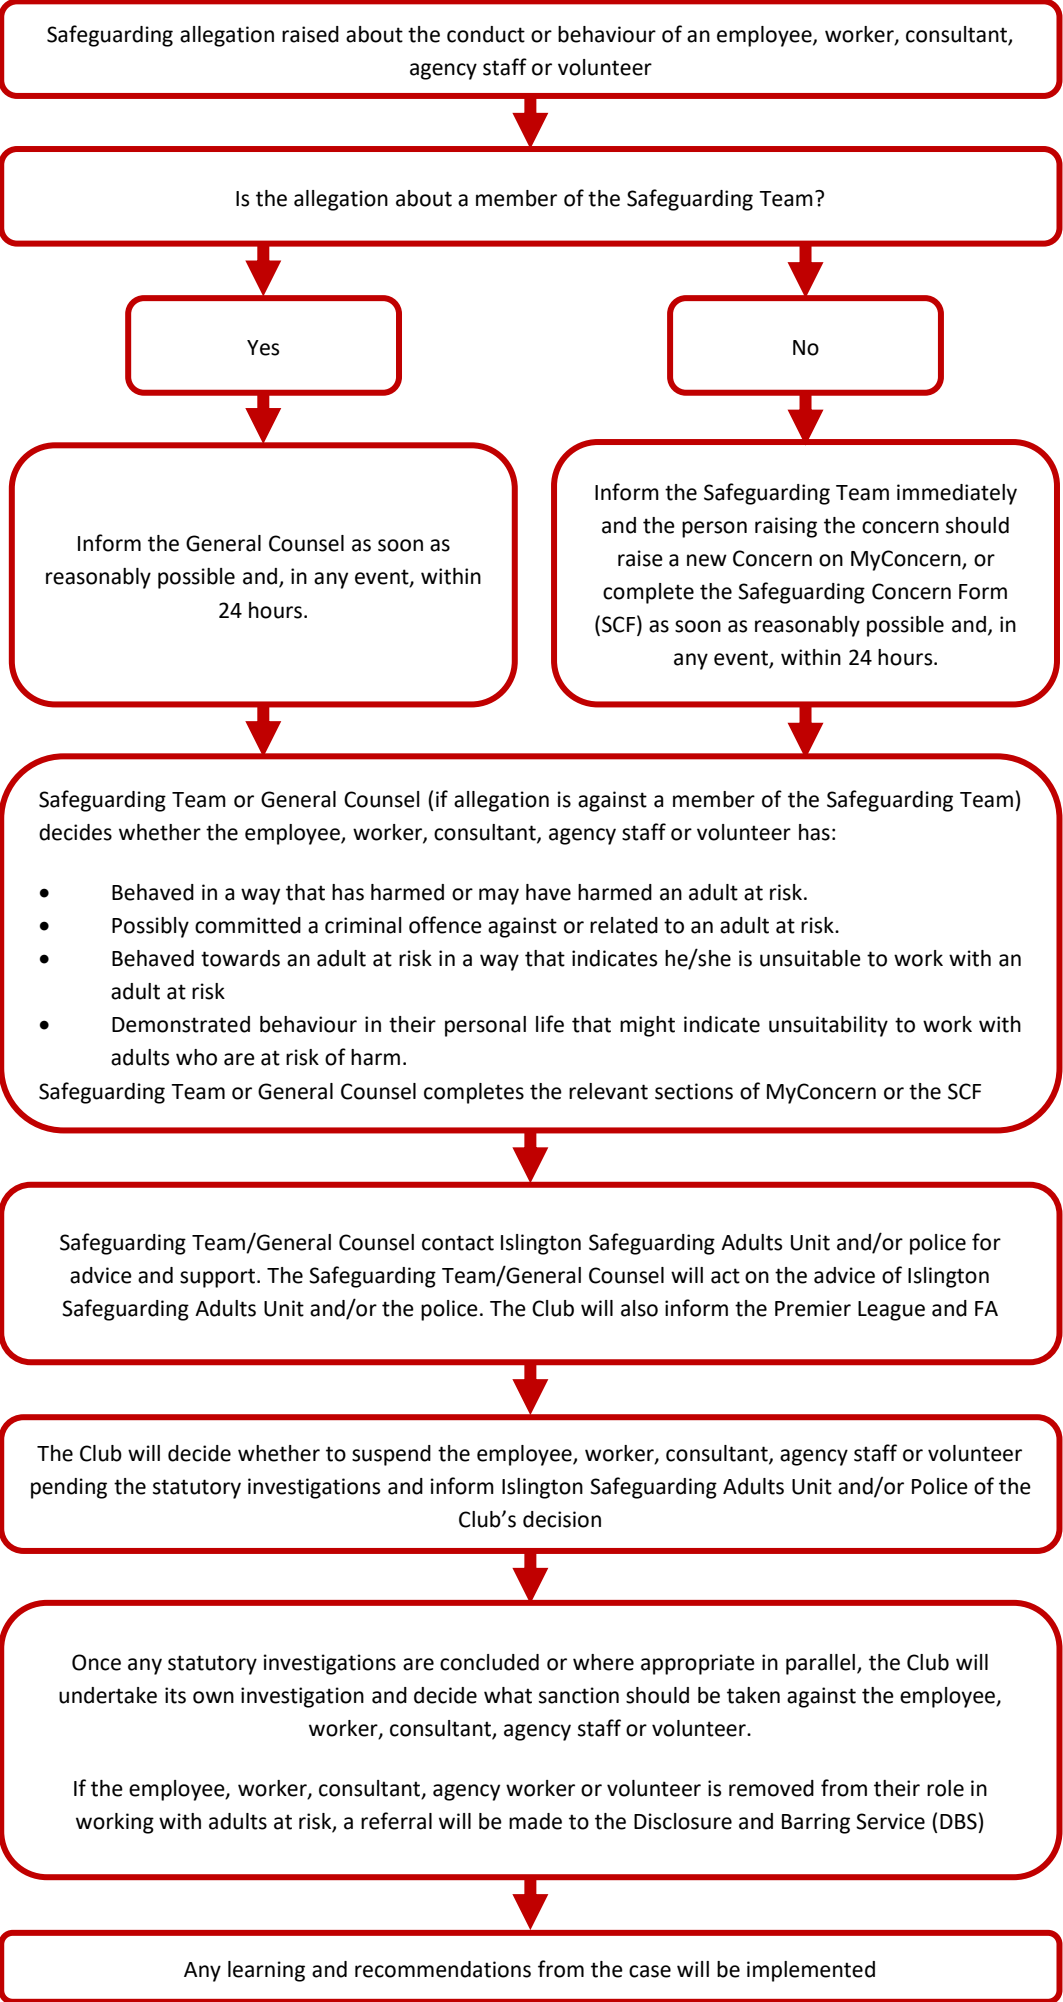 Safeguarding allegation raised about the conduct or behaviour of an employee, worker, consultant,
agency staff or volunteer
Is the allegation about a member of the Safeguarding Team?
Yes
No
Inform the General Counsel as soon as
reasonably possible and, in any event, within
24 hours.
Inform the Safeguarding Team immediately
and the person raising the concern should
raise a new Concern on MyConcern, or
complete the Safeguarding Concern Form
(SCF) as soon as reasonably possible and, in
any event, within 24 hours.
Safeguarding Team or General Counsel (if allegation is against a member of the Safeguarding Team)
decides whether the employee, worker, consultant, agency staff or volunteer has:
• Behaved in a way that has harmed or may have harmed an adult at risk.
• Possibly committed a criminal offence against or related to an adult at risk.
• Behaved towards an adult at risk in a way that indicates he/she is unsuitable to work with an
adult at risk
• Demonstrated behaviour in their personal life that might indicate unsuitability to work with
adults who are at risk of harm.
Safeguarding Team or General Counsel completes the relevant sections of MyConcern or the SCF
Safeguarding Team/General Counsel contact Islington Safeguarding Adults Unit and/or police for
advice and support. The Safeguarding Team/General Counsel will act on the advice of Islington
Safeguarding Adults Unit and/or the police. The Club will also inform the Premier League and FA
The Club will decide whether to suspend the employee, worker, consultant, agency staff or volunteer
pending the statutory investigations and inform Islington Safeguarding Adults Unit and/or Police of the
Club’s decision
Once any statutory investigations are concluded or where appropriate in parallel, the Club will
undertake its own investigation and decide what sanction should be taken against the employee,
worker, consultant, agency staff or volunteer.
If the employee, worker, consultant, agency worker or volunteer is removed from their role in
working with adults at risk, a referral will be made to the Disclosure and Barring Service (DBS)
Any learning and recommendations from the case will be implemented